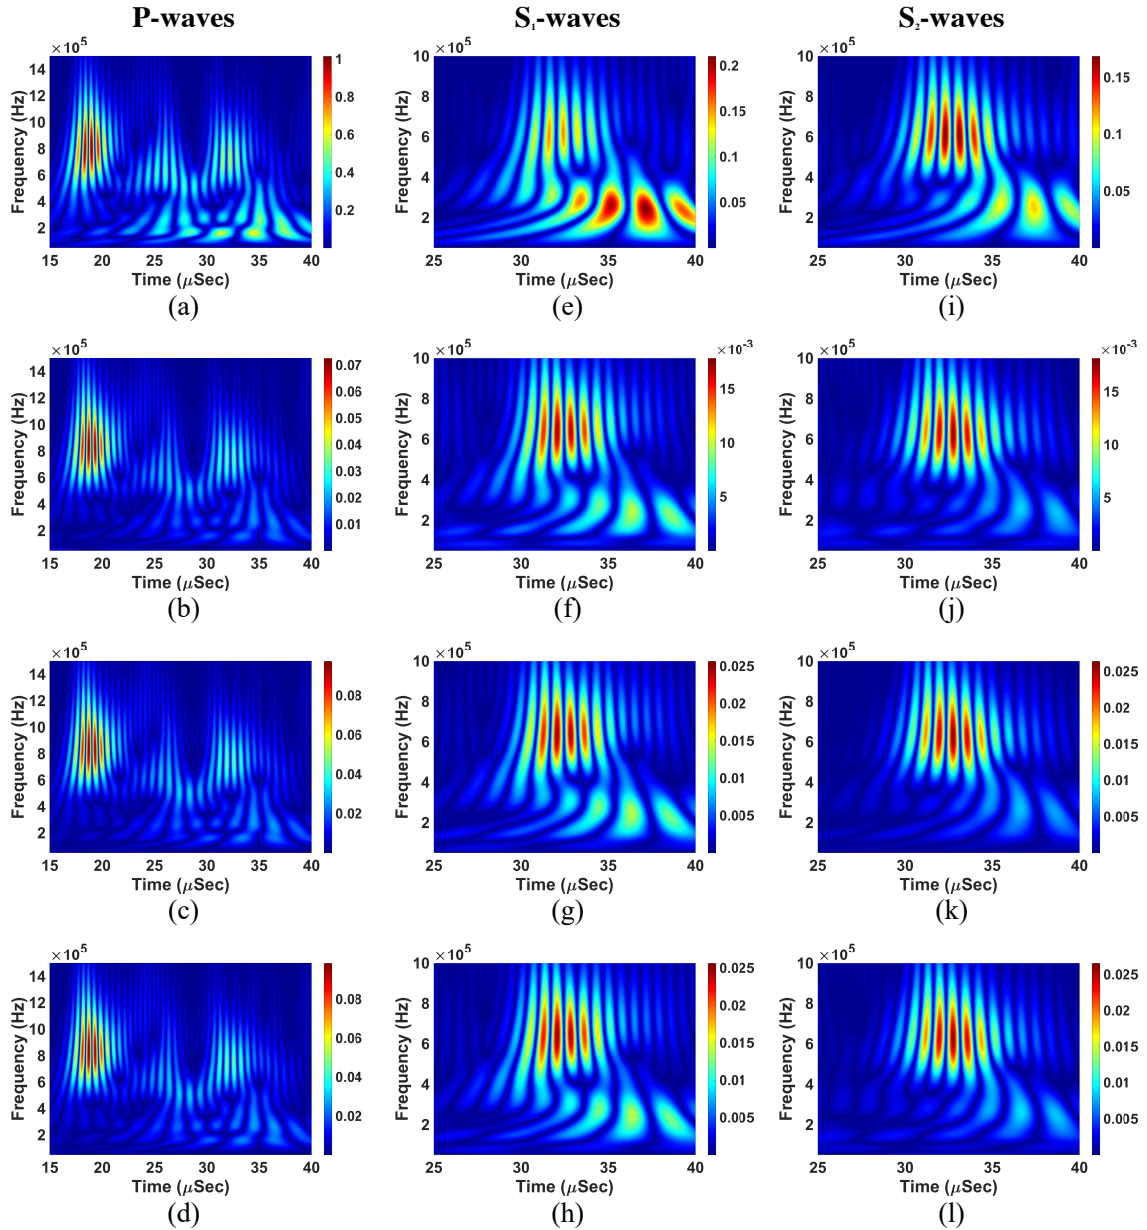 P-waves
S₁-waves
S₂-waves
×10⁵
14
12
10
8
6
4
2
Frequency (Hz)
15 20 25 30 35 40
Time (μSec)
1
0.8
0.6
0.4
0.2
(a)
×10⁵
10
8
6
4
2
Frequency (Hz)
25 30 35 40
Time (μSec)
0.2
0.15
0.1
0.05
(e)
×10⁵
10
8
6
4
2
Frequency (Hz)
25 30 35 40
Time (μSec)
0.15
0.1
0.05
(i)
×10⁵
14
12
10
8
6
4
2
Frequency (Hz)
15 20 25 30 35 40
Time (μSec)
0.07
0.06
0.05
0.04
0.03
0.02
0.01
(b)
×10⁵
10
8
6
4
2
Frequency (Hz)
25 30 35 40
Time (μSec)
×10⁻³
15
10
5
(f)
×10⁵
10
8
6
4
2
Frequency (Hz)
25 30 35 40
Time (μSec)
×10⁻³
15
10
5
(j)
×10⁵
14
12
10
8
6
4
2
Frequency (Hz)
15 20 25 30 35 40
Time (μSec)
0.08
0.06
0.04
0.02
(c)
×10⁵
10
8
6
4
2
Frequency (Hz)
25 30 35 40
Time (μSec)
0.025
0.02
0.015
0.01
0.005
(g)
×10⁵
10
8
6
4
2
Frequency (Hz)
25 30 35 40
Time (μSec)
0.025
0.02
0.015
0.01
0.005
(k)
×10⁵
14
12
10
8
6
4
2
Frequency (Hz)
15 20 25 30 35 40
Time (μSec)
0.08
0.06
0.04
0.02
(d)
×10⁵
10
8
6
4
2
Frequency (Hz)
25 30 35 40
Time (μSec)
0.025
0.02
0.015
0.01
0.005
(h)
×10⁵
10
8
6
4
2
Frequency (Hz)
25 30 35 40
Time (μSec)
0.025
0.02
0.015
0.01
0.005
(l)